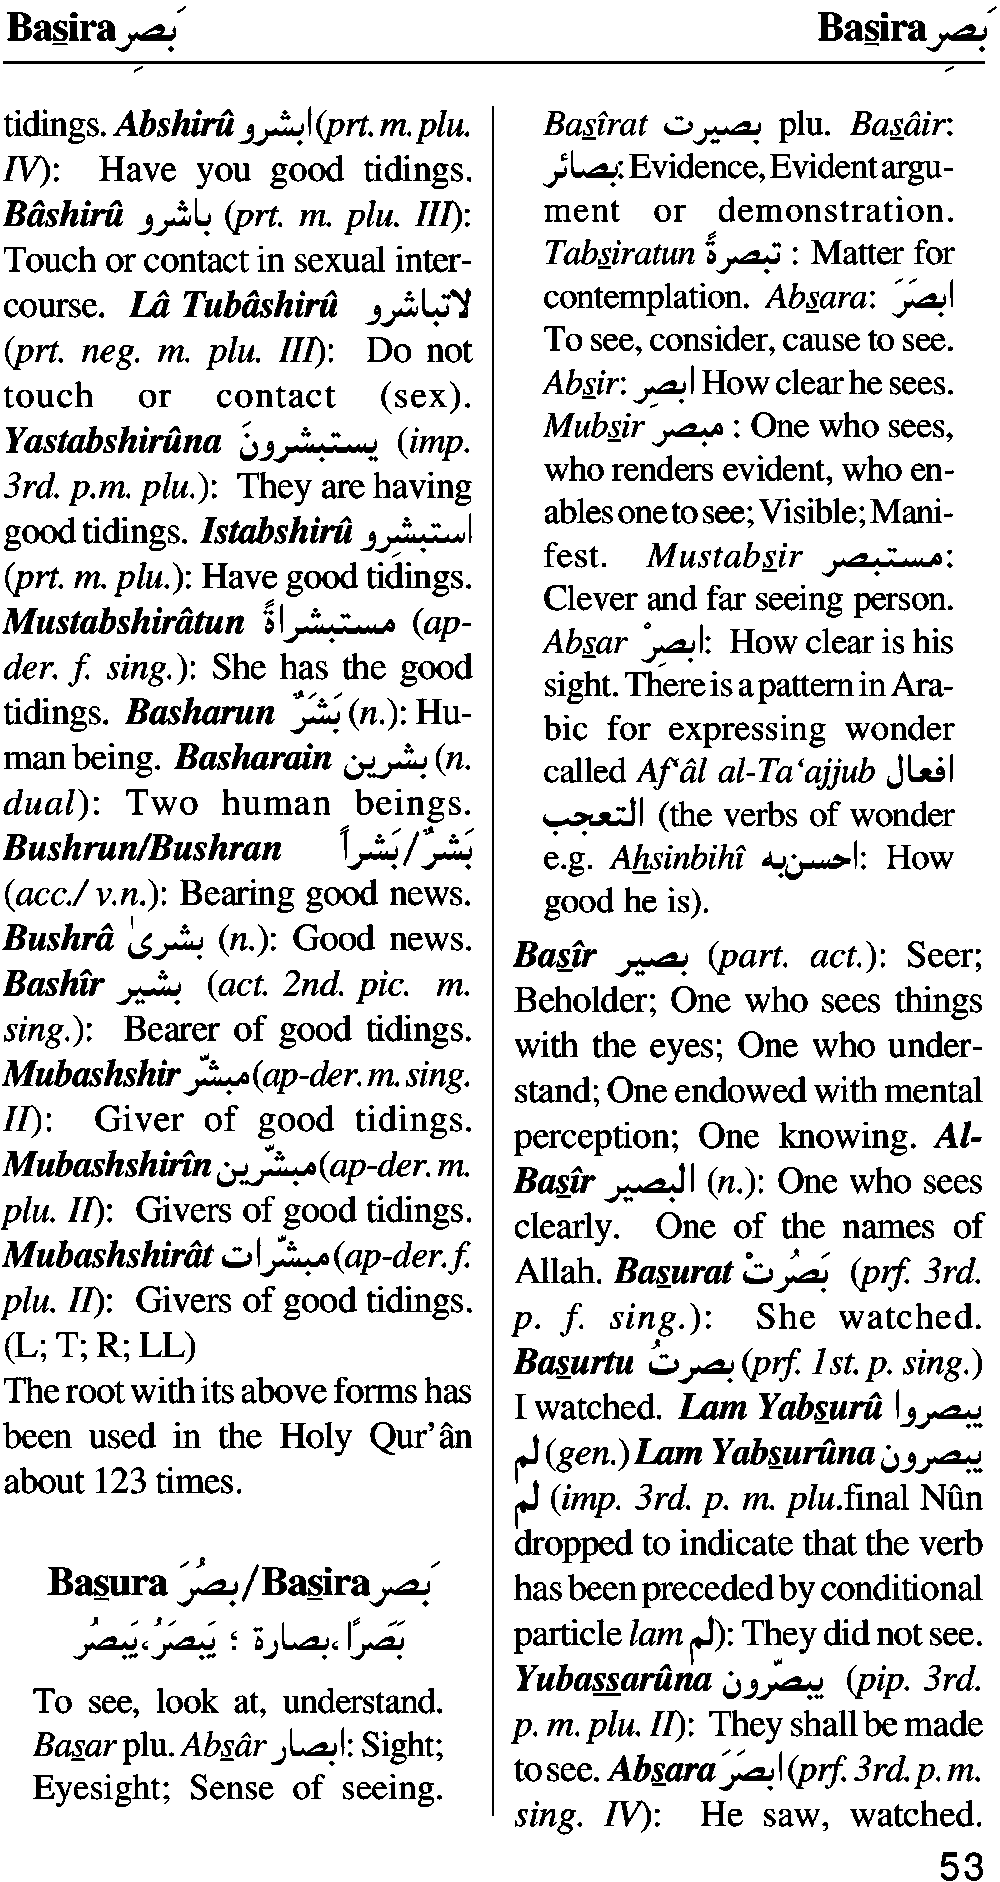 Basira بَصِر
Basira بَصِر
tidings. Abshirû ابشرو (prt. m. plu.
IV): Have you good tidings.
Bâshirû باشرو (prt. m. plu. III):
Touch or contact in sexual inter-
course. Lâ Tubâshirû لاتباشرو
(prt. neg. m. plu. III): Do not
touch or contact (sex).
Yastabshirûna يستبشرونَ (imp.
3rd. p.m. plu.): They are having
good tidings. Istabshirû استبشِرو
(prt. m. plu.): Have good tidings.
Mustabshirâtun مستبشراةً (ap-
der. f. sing.): She has the good
tidings. Basharun بَشَرٌ (n.): Hu-
man being. Basharain بشرين (n.
dual): Two human beings.
Bushrun/Bushran بَشرٌ/بَشراً
(acc./ v.n.): Bearing good news.
Bushrâ بشرىٰ (n.): Good news.
Bashîr بشير (act. 2nd. pic. m.
sing.): Bearer of good tidings.
Mubashshir مبشّر (ap-der. m. sing.
II): Giver of good tidings.
Mubashshirîn مبشّرين (ap-der. m.
plu. II): Givers of good tidings.
Mubashshirât مبشّرات (ap-der. f.
plu. II): Givers of good tidings.
(L; T; R; LL)
The root with its above forms has
been used in the Holy Qur’ân
about 123 times.
Basura بصُرَ/Basira بَصر
بَصَرًا ،بصارة ؛ يَبصَرُ،يَبصُر
To see, look at, understand.
Basar plu. Absâr ابصار: Sight;
Eyesight; Sense of seeing.
Basîrat بصيرت plu. Basâir:
بصائر: Evidence, Evident argu-
ment or demonstration.
Tabsiratun تبصرةً : Matter for
contemplation. Absara: ابصَرَ
To see, consider, cause to see.
Absir: ابصِر How clear he sees.
Mubsir مبصر : One who sees,
who renders evident, who en-
ables one to see; Visible; Mani-
fest. Mustabsir مستبصر:
Clever and far seeing person.
Absar ابصِرْ: How clear is his
sight. There is a pattern in Ara-
bic for expressing wonder
called Af‘âl al-Ta‘ajjub افعال
التعجب (the verbs of wonder
e.g. Ahsinbihî احسن به: How
good he is).
Basîr بصير (part. act.): Seer;
Beholder; One who sees things
with the eyes; One who under-
stand; One endowed with mental
perception; One knowing. Al-
Basîr البصير (n.): One who sees
clearly. One of the names of
Allah. Basurat بَصُرتْ (prf. 3rd.
p. f. sing.): She watched.
Basurtu بصرتُ (prf. 1st. p. sing.)
I watched. Lam Yabsurû يبصروا
لم (gen.) Lam Yabsurûna يبصرون
لم (imp. 3rd. p. m. plu.final Nûn
dropped to indicate that the verb
has been preceded by conditional
particle lam لم): They did not see.
Yubassarûna يبصّرون (pip. 3rd.
p. m. plu. II): They shall be made
to see. Absara ابصَرَ (prf. 3rd. p. m.
sing. IV): He saw, watched.
53